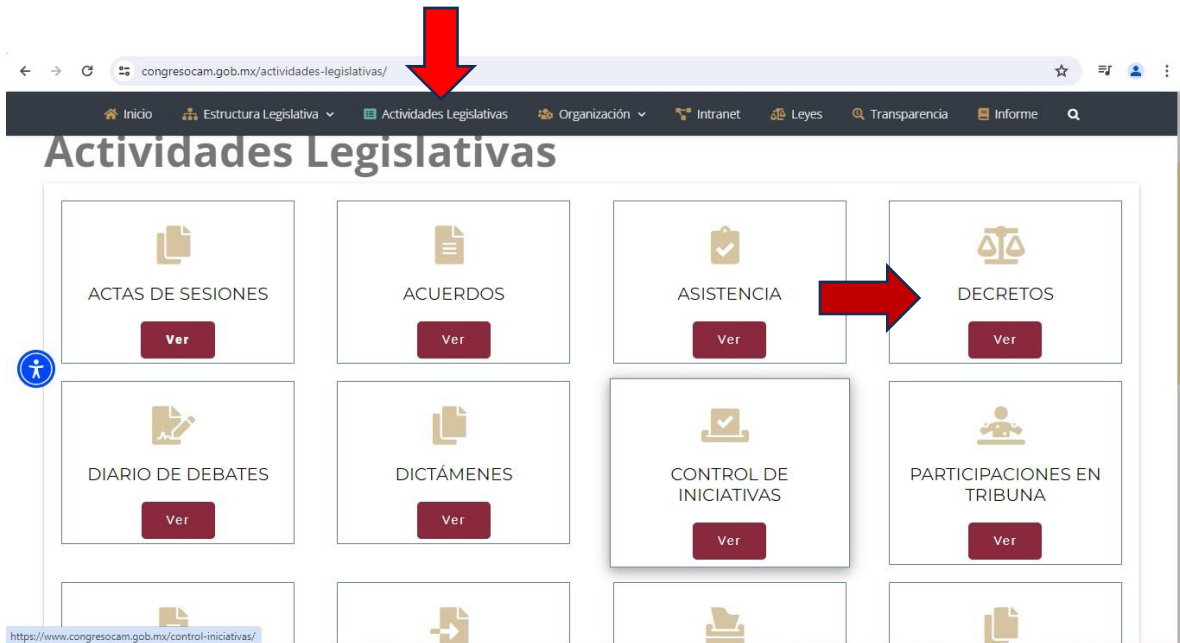 congresocam.gob.mx/actividades-legislativas/
Inicio Estructura Legislativa Actividades Legislativas Organización Intranet Leyes Transparencia Informe
Actividades Legislativas
ACTAS DE SESIONES ACUERDOS ASISTENCIA DECRETOS
Ver Ver Ver Ver
DIARIO DE DEBATES DICTÁMENES CONTROL DE INICIATIVAS PARTICIPACIONES EN TRIBUNA
Ver Ver Ver Ver
https://www.congresocam.gob.mx/control-iniciativas/